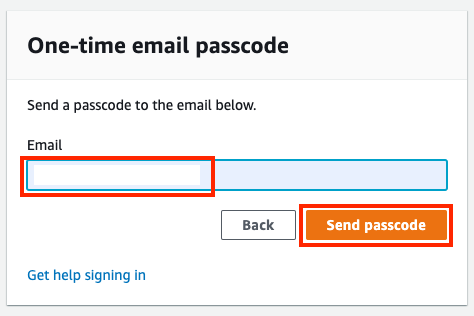 One-time email passcode
Send a passcode to the email below.
Email
Back Send passcode
Get help signing in